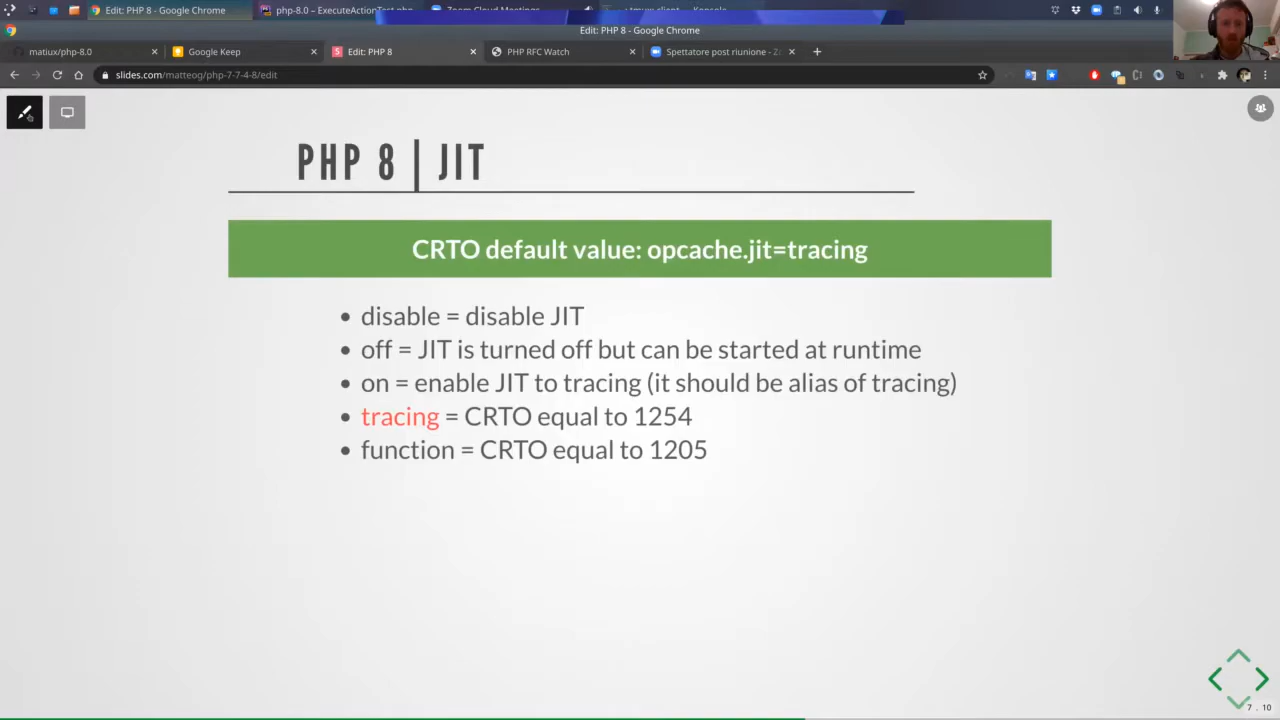 Edit: PHP 8 - Google Chrome
php-8.0 – ExecuteActionTest.php
Zoom Cloud Meetings
Edit: PHP 8 - Google Chrome
matiux/php-8.0
Google Keep
Edit: PHP 8
PHP RFC Watch
Spettatore post riunione - Z
slides.com/matteog/php-7-7-4-8/edit
PHP 8 | JIT
CRTO default value: opcache.jit=tracing
• disable = disable JIT
• off = JIT is turned off but can be started at runtime
• on = enable JIT to tracing (it should be alias of tracing)
• tracing = CRTO equal to 1254
• function = CRTO equal to 1205
7 . 10